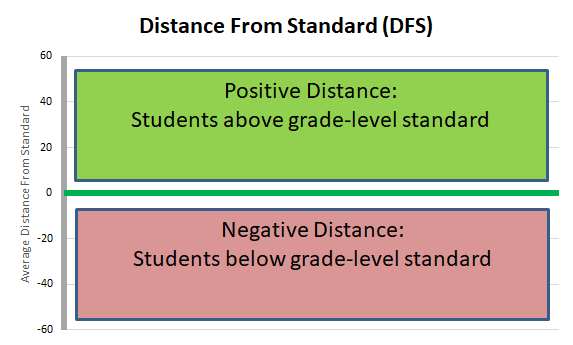 Distance From Standard (DFS)
Average Distance From Standard
60
40
20
0
-20
-40
-60
Positive Distance:
Students above grade-level standard
Negative Distance:
Students below grade-level standard